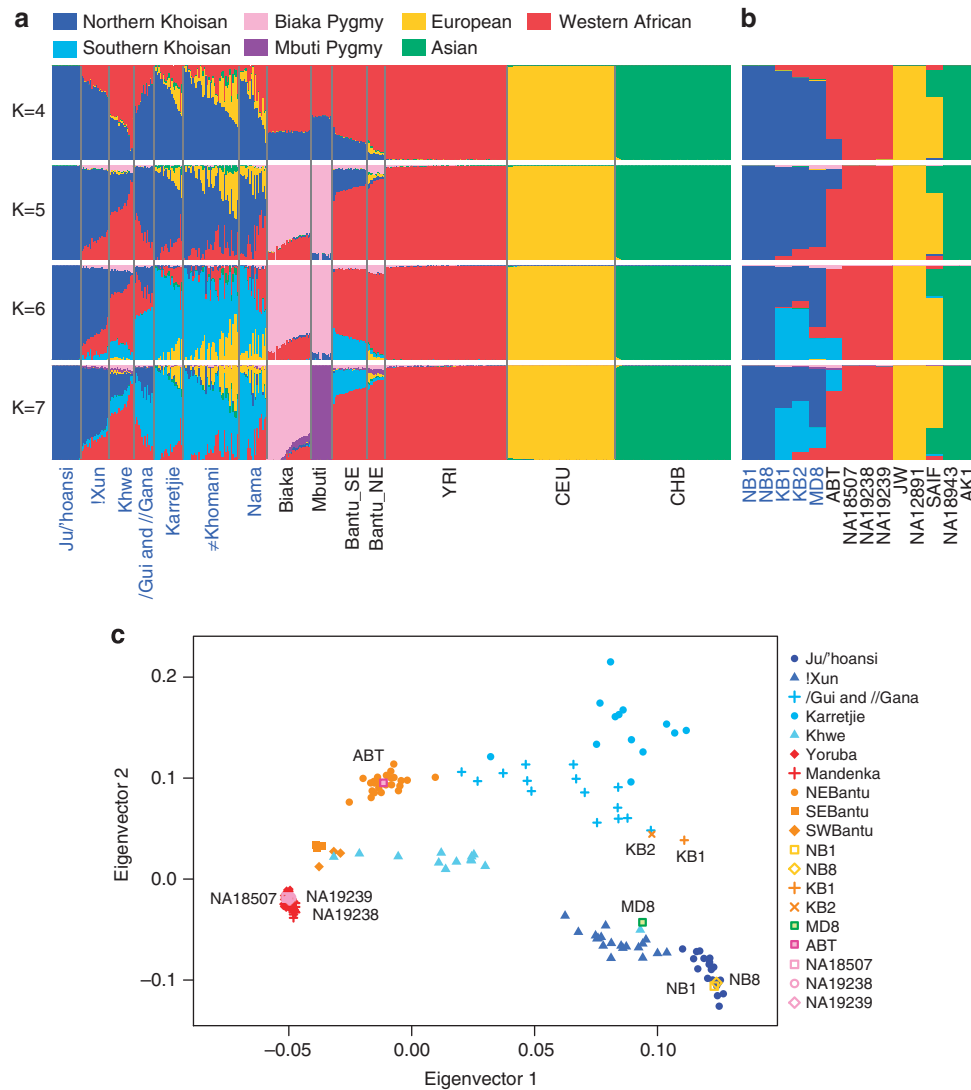 a
Northern Khoisan
Biaka Pygmy
European
Western African
Southern Khoisan
Mbuti Pygmy
Asian
b
K=4
K=5
K=6
K=7
Ju/'hoansi
!Xun
Khwe
/Gui and //Gana
Karretjie
≠Khomani
Nama
Biaka
Mbuti
Bantu_SE
Bantu_NE
YRI
CEU
CHB
NB1
NB8
KB1
KB2
MD8
ABT
NA18507
NA19238
NA19239
JW
NA12891
SAIF
NA18943
AK1
c
Eigenvector 2
0.2
0.1
0.0
−0.1
−0.05
0.00
0.05
0.10
Eigenvector 1
ABT
KB2
KB1
NA18507
NA19239
NA19238
MD8
NB1
NB8
Ju/'hoansi
!Xun
/Gui and //Gana
Karretjie
Khwe
Yoruba
Mandenka
NEBantu
SEBantu
SWBantu
NB1
NB8
KB1
KB2
MD8
ABT
NA18507
NA19238
NA19239